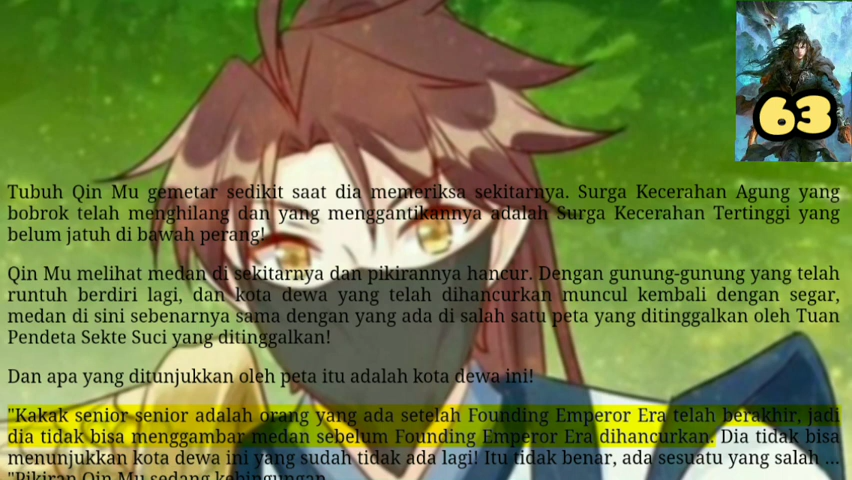 63
Tubuh Qin Mu gemetar sedikit saat dia memeriksa sekitarnya. Surga Kecerahan Agung yang
bobrok telah menghilang dan yang menggantikannya adalah Surga Kecerahan Tertinggi yang
belum jatuh di bawah perang!
Qin Mu melihat medan di sekitarnya dan pikirannya hancur. Dengan gunung-gunung yang telah
runtuh berdiri lagi, dan kota dewa yang telah dihancurkan muncul kembali dengan segar,
medan di sini sebenarnya sama dengan yang ada di salah satu peta yang ditinggalkan oleh Tuan
Pendeta Sekte Suci yang ditinggalkan!
Dan apa yang ditunjukkan oleh peta itu adalah kota dewa ini!
"Kakak senior senior adalah orang yang ada setelah Founding Emperor Era telah berakhir, jadi
dia tidak bisa menggambar medan sebelum Founding Emperor Era dihancurkan. Dia tidak bisa
menunjukkan kota dewa ini yang sudah tidak ada lagi! Itu tidak benar, ada sesuatu yang salah ...
"Pikiran Qin Mu sedang kebingungan.